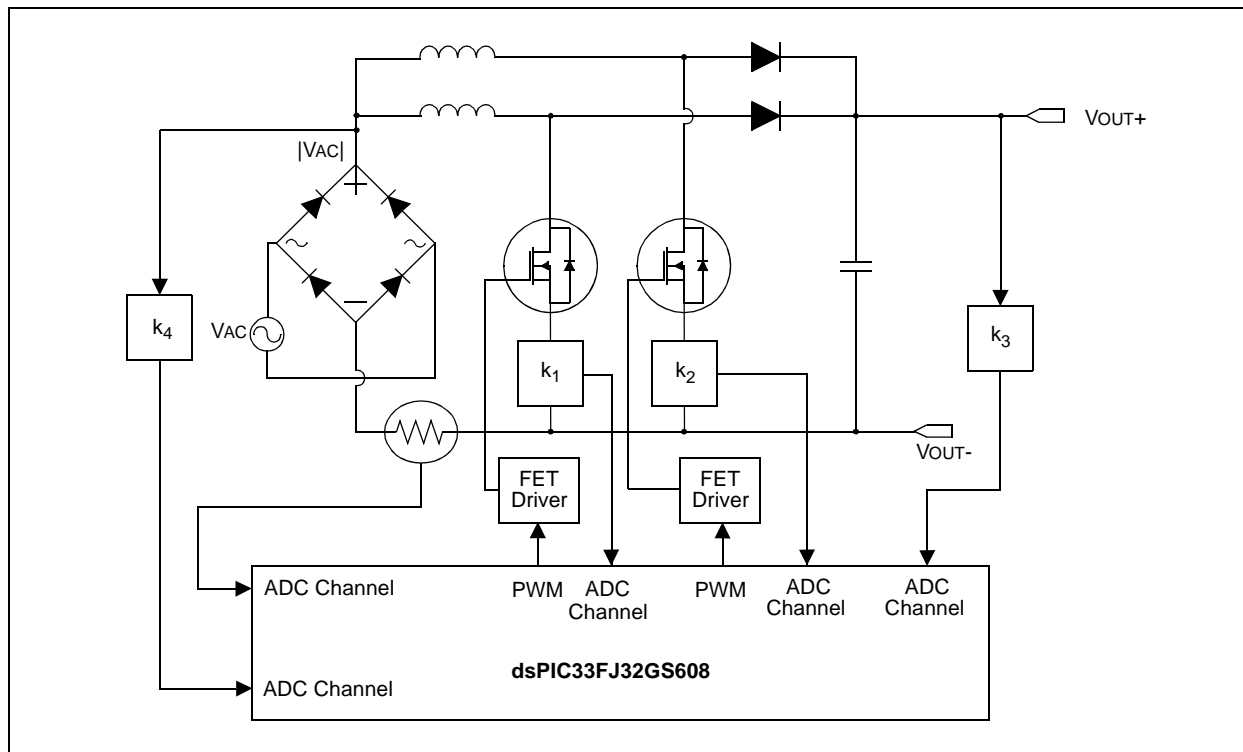 VOUT+
|VAC|
+
k4
VAC
k1
k2
k3
−
VOUT-
FET
Driver
FET
Driver
ADC Channel
PWM
ADC
Channel
PWM
ADC
Channel
ADC
Channel
dsPIC33FJ32GS608
ADC Channel